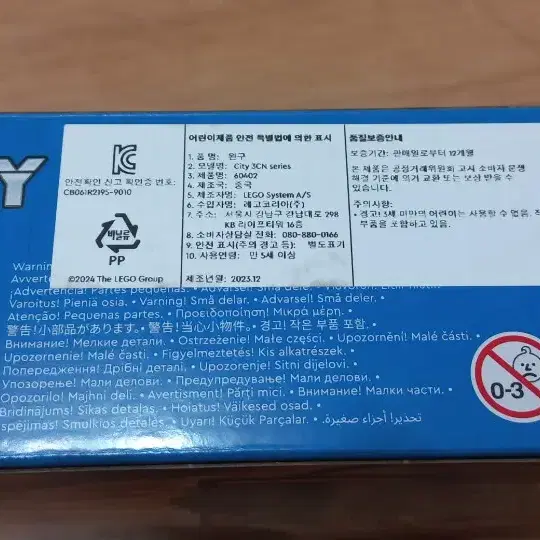 Y
안전확인 신고 확인증 번호:
CB061R2195-9010
비닐류
PP
©2024 The LEGO Group
어린이제품 안전 특별법에 의한 표시
1. 품 명: 완구
2. 모델명: City 3CN series
3. 제품명: 60402
4. 제조국: 중국
5. 제조자명: LEGO System A/S
6. 수입자명: 레고코리아(주)
7. 주소: 서울시 강남구 강남대로 298
KB 라이프타워 16층
8. 소비자상담실 전화: 080-880-0166
9. 안전 표시(주의 경고 등): 별도표기
10. 사용연령: 만 5세 이상
제조년월: 2023.12
품질보증안내
보증기간: 판매일로부터 12개월
본 제품은 공정거래위원회 고시 소비자 분쟁
해결 기준에 의거 교환 또는 보상 받을 수
있습니다.
주의사항:
• 경고! 3세 미만의 어린이는 사용할 수 없음.
부품을 포함하고 있음.
Warning
Varoitus! Pieniä osia. • Varning! Små delar. • Advarsel! Små dele.
Atenção! Pequenas partes. • Προειδοποίηση! Μικρά μέρη.
警告!小部品があります。• 警告!当心小物件。• 경고! 작은 부품 포함.
Внимание! Мелкие детали. • Ostrzeżenie! Małe części. • Upozornění! Malé části.
Upozornenie! Malé časti. • Figyelmeztetés! Kis alkatrészek.
Попередження! Дрібні деталі. • Upozorenje! Sitni dijelovi.
Упозорење! Мали делови. • Предупредување! Мали делови. • Внимание! Малки части.
Opozorilo! Majhni deli. • Avertisment! Părți mici.
Brīdinājums! Sīkas detaļas. • Hoiatus! Väikesed osad.
spėjimas! Smulkios detalės. • Uyarı! Küçük Parçalar.
تحذير! أجزاء صغيرة.
0-3